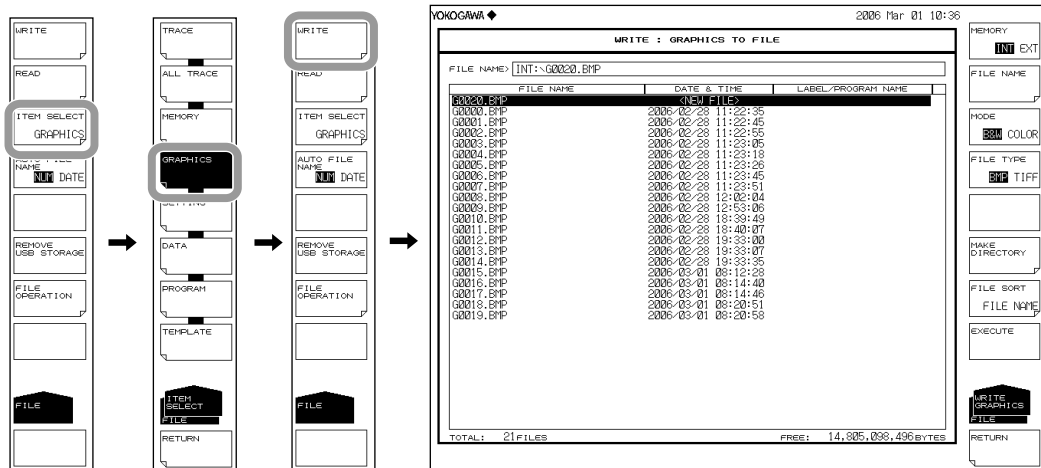 WRITE
READ
ITEM SELECT
GRAPHICS
AUTO FILE
NAME
NUM DATE
REMOVE
USB STORAGE
FILE
OPERATION
FILE
TRACE
ALL TRACE
MEMORY
GRAPHICS
SETTING
DATA
PROGRAM
TEMPLATE
ITEM
SELECT
FILE
RETURN
WRITE
READ
ITEM SELECT
GRAPHICS
AUTO FILE
NAME
NUM DATE
REMOVE
USB STORAGE
FILE
OPERATION
FILE
YOKOGAWA ◆ 2006 Mar 01 10:36
WRITE : GRAPHICS TO FILE
FILE NAME> INT:\G0020.BMP
FILE NAME DATE & TIME LABEL/PROGRAM NAME
G0020.BMP <NEW FILE>
G0000.BMP 2006/02/28 11:22:35
G0001.BMP 2006/02/28 11:22:45
G0002.BMP 2006/02/28 11:22:55
G0003.BMP 2006/02/28 11:23:05
G0004.BMP 2006/02/28 11:23:18
G0005.BMP 2006/02/28 11:23:26
G0006.BMP 2006/02/28 11:23:45
G0007.BMP 2006/02/28 11:23:51
G0008.BMP 2006/02/28 12:02:04
G0009.BMP 2006/02/28 12:53:06
G0010.BMP 2006/02/28 18:39:49
G0011.BMP 2006/02/28 18:40:07
G0012.BMP 2006/02/28 19:33:00
G0013.BMP 2006/02/28 19:33:07
G0014.BMP 2006/02/28 19:33:35
G0015.BMP 2006/03/01 08:12:28
G0016.BMP 2006/03/01 08:14:40
G0017.BMP 2006/03/01 08:14:46
G0018.BMP 2006/03/01 08:20:51
G0019.BMP 2006/03/01 08:20:58
TOTAL: 21FILES FREE: 14,805,098,496BYTES
MEMORY
INT EXT
FILE NAME
MODE
B&W COLOR
FILE TYPE
BMP TIFF
MAKE
DIRECTORY
FILE SORT
FILE NAME
EXECUTE
WRITE
GRAPHICS
FILE
RETURN